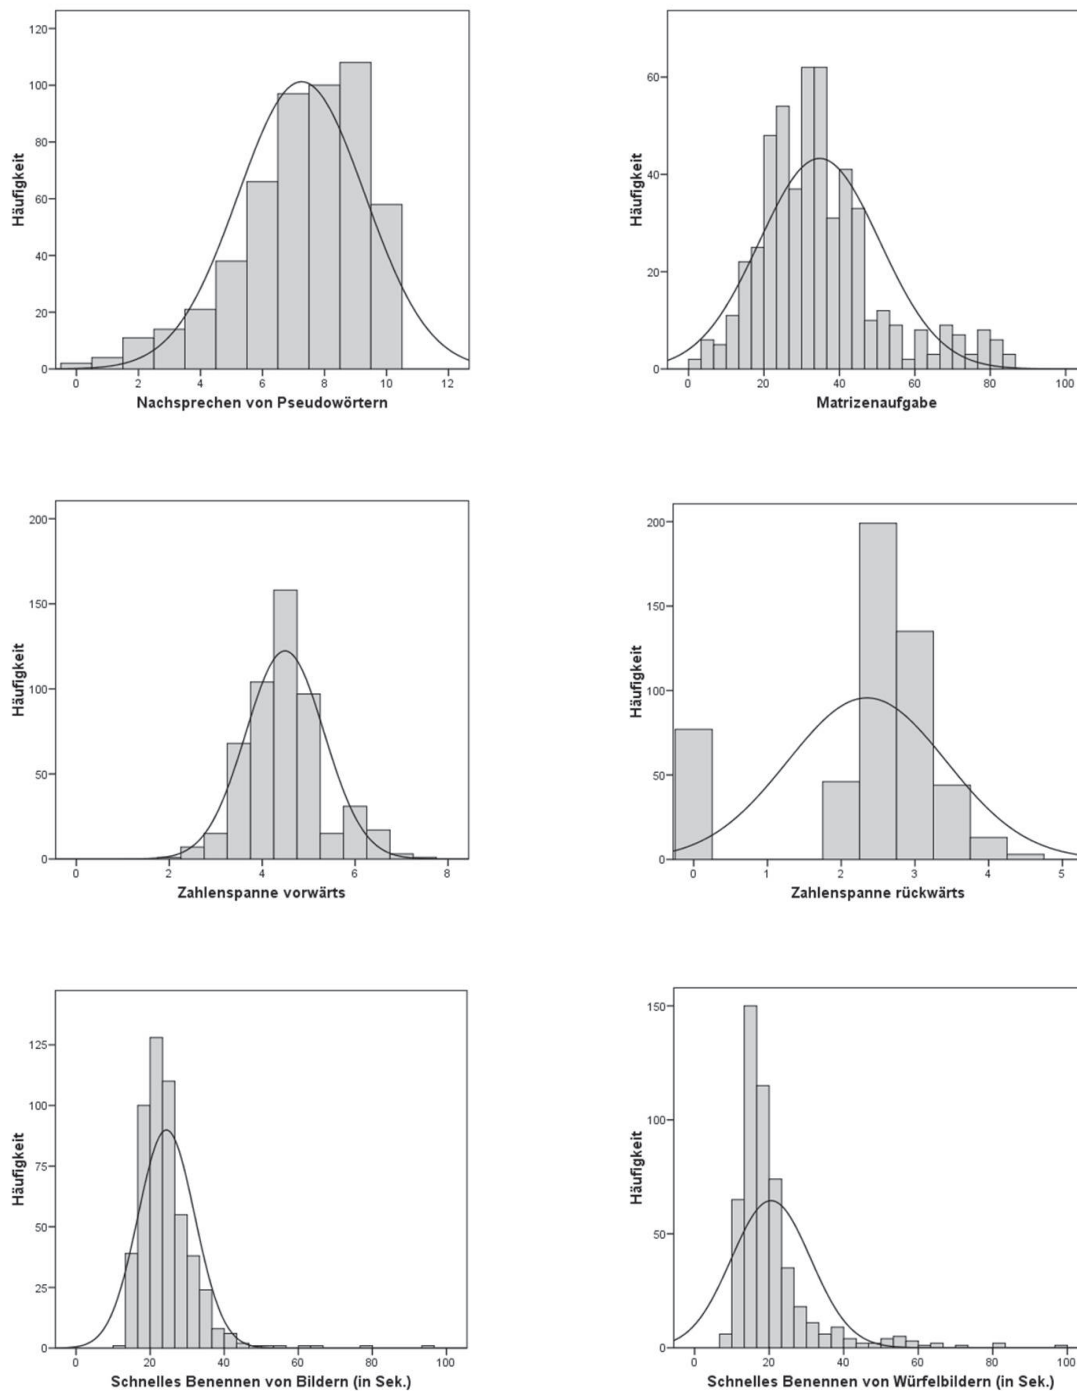 120
100
80
60
40
20
0
Häufigkeit
0 2 4 6 8 10 12
Nachsprechen von Pseudowörtern
60
40
20
0
Häufigkeit
0 20 40 60 80 100
Matrizenaufgabe
200
150
100
50
0
Häufigkeit
0 2 4 6 8
Zahlenspanne vorwärts
200
150
100
50
0
Häufigkeit
0 1 2 3 4 5
Zahlenspanne rückwärts
125
100
75
50
25
0
Häufigkeit
0 20 40 60 80 100
Schnelles Benennen von Bildern (in Sek.)
150
100
50
0
Häufigkeit
0 20 40 60 80 100
Schnelles Benennen von Würfelbildern (in Sek.)